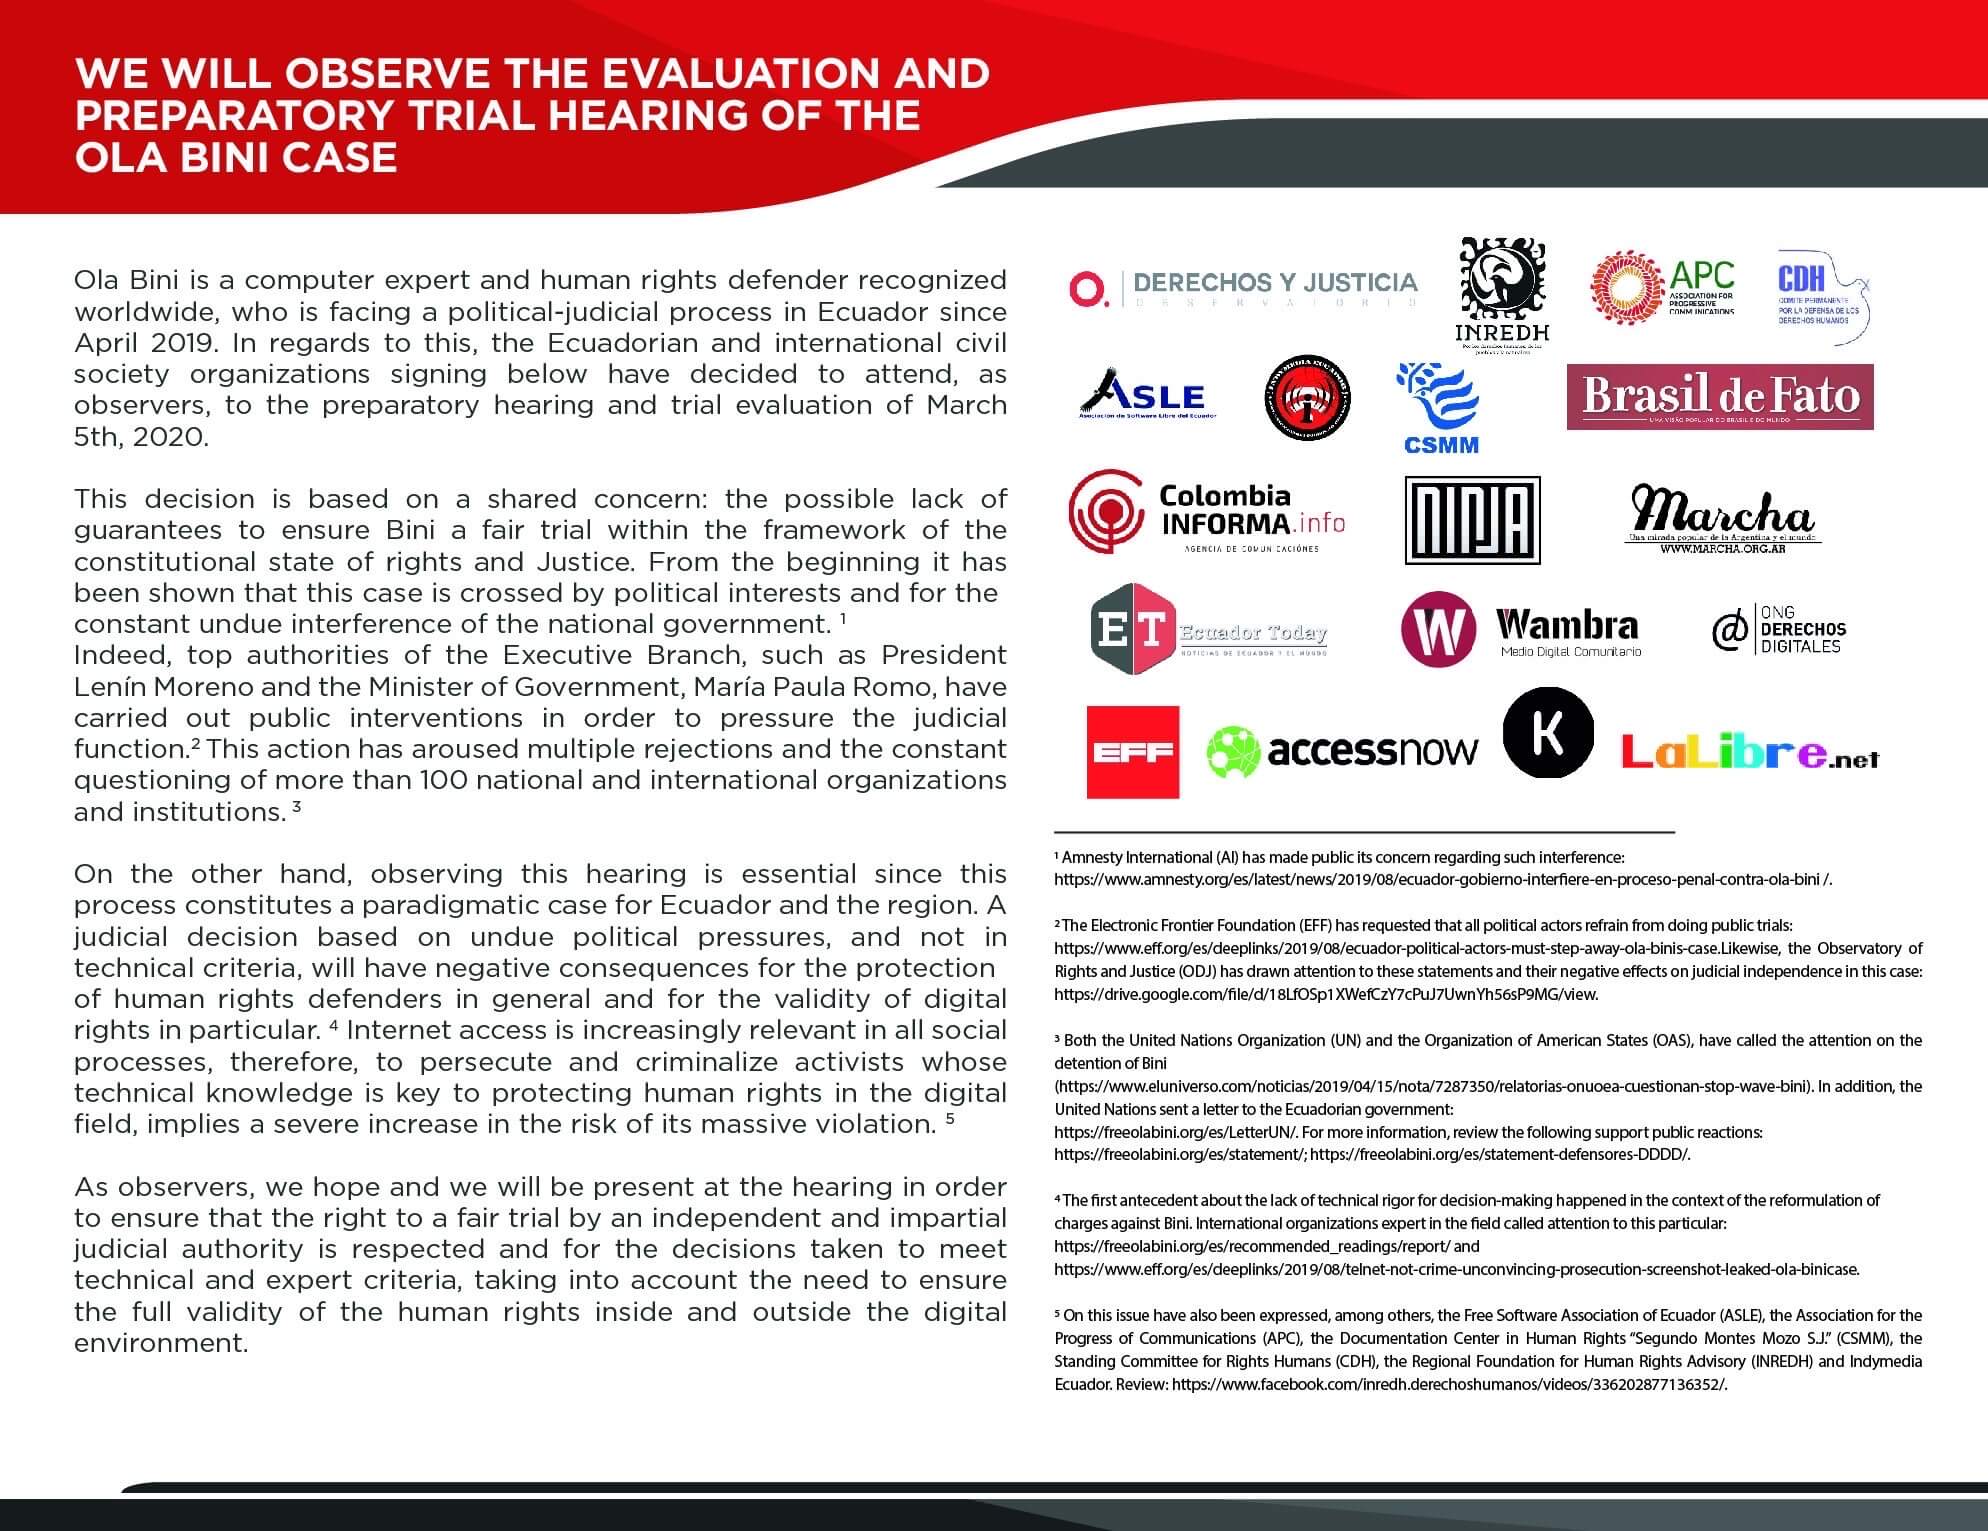 WE WILL OBSERVE THE EVALUATION AND
PREPARATORY TRIAL HEARING OF THE
OLA BINI CASE
Ola Bini is a computer expert and human rights defender recognized
worldwide, who is facing a political-judicial process in Ecuador since
April 2019. In regards to this, the Ecuadorian and international civil
society organizations signing below have decided to attend, as
observers, to the preparatory hearing and trial evaluation of March
5th, 2020.
This decision is based on a shared concern: the possible lack of
guarantees to ensure Bini a fair trial within the framework of the
constitutional state of rights and Justice. From the beginning it has
been shown that this case is crossed by political interests and for the
constant undue interference of the national government. ¹
Indeed, top authorities of the Executive Branch, such as President
Lenín Moreno and the Minister of Government, María Paula Romo, have
carried out public interventions in order to pressure the judicial
function.² This action has aroused multiple rejections and the constant
questioning of more than 100 national and international organizations
and institutions. ³
On the other hand, observing this hearing is essential since this
process constitutes a paradigmatic case for Ecuador and the region. A
judicial decision based on undue political pressures, and not in
technical criteria, will have negative consequences for the protection
of human rights defenders in general and for the validity of digital
rights in particular. ⁴ Internet access is increasingly relevant in all social
processes, therefore, to persecute and criminalize activists whose
technical knowledge is key to protecting human rights in the digital
field, implies a severe increase in the risk of its massive violation. ⁵
As observers, we hope and we will be present at the hearing in order
to ensure that the right to a fair trial by an independent and impartial
judicial authority is respected and for the decisions taken to meet
technical and expert criteria, taking into account the need to ensure
the full validity of the human rights inside and outside the digital
environment.
O. DERECHOS Y JUSTICIA
OBSERVATORIO
INREDH
Por los derechos humanos, de los
pueblos y la naturaleza
APC
ASSOCIATION FOR
PROGRESSIVE
COMMUNICATIONS
CDH
COMITE PERMANENTE
POR LA DEFENSA DE LOS
DERECHOS HUMANOS
ASLE
Asociación de Software Libre del Ecuador
INDYMEDIA ECUADOR
CSMM
Brasil de Fato
UMA VISÃO POPULAR DO BRASIL E DO MUNDO
Colombia
INFORMA.info
AGENCIA DE COMUNICACIÓNES
NINJA
Marcha
Una mirada popular de la Argentina y el mundo
WWW.MARCHA.ORG.AR
ET Ecuador Today
NOTICIAS DE ECUADOR Y EL MUNDO
W Wambra
Medio Digital Comunitario
@ ONG
DERECHOS
DIGITALES
EFF
accessnow
K
LaLibre.net
¹ Amnesty International (AI) has made public its concern regarding such interference:
https://www.amnesty.org/es/latest/news/2019/08/ecuador-gobierno-interfiere-en-proceso-penal-contra-ola-bini /.
² The Electronic Frontier Foundation (EFF) has requested that all political actors refrain from doing public trials:
https://www.eff.org/es/deeplinks/2019/08/ecuador-political-actors-must-step-away-ola-binis-case.Likewise, the Observatory of
Rights and Justice (ODJ) has drawn attention to these statements and their negative effects on judicial independence in this case:
https://drive.google.com/file/d/18LfOSp1XWefCzY7cPuJ7UwnYh56sP9MG/view.
³ Both the United Nations Organization (UN) and the Organization of American States (OAS), have called the attention on the
detention of Bini
(https://www.eluniverso.com/noticias/2019/04/15/nota/7287350/relatorias-onuoea-cuestionan-stop-wave-bini). In addition, the
United Nations sent a letter to the Ecuadorian government:
https://freeolabini.org/es/LetterUN/. For more information, review the following support public reactions:
https://freeolabini.org/es/statement/; https://freeolabini.org/es/statement-defensores-DDDD/.
⁴ The first antecedent about the lack of technical rigor for decision-making happened in the context of the reformulation of
charges against Bini. International organizations expert in the field called attention to this particular:
https://freeolabini.org/es/recommended_readings/report/ and
https://www.eff.org/es/deeplinks/2019/08/telnet-not-crime-unconvincing-prosecution-screenshot-leaked-ola-binicase.
⁵ On this issue have also been expressed, among others, the Free Software Association of Ecuador (ASLE), the Association for the
Progress of Communications (APC), the Documentation Center in Human Rights “Segundo Montes Mozo S.J.” (CSMM), the
Standing Committee for Rights Humans (CDH), the Regional Foundation for Human Rights Advisory (INREDH) and Indymedia
Ecuador. Review: https://www.facebook.com/inredh.derechoshumanos/videos/336202877136352/.